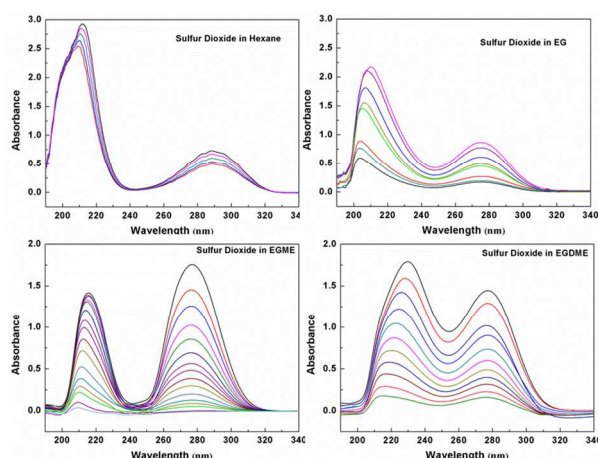 Sulfur Dioxide in Hexane
Absorbance
3.0
2.5
2.0
1.5
1.0
0.5
0.0
200 220 240 260 280 300 320 340
Wavelength (nm)
Sulfur Dioxide in EG
Absorbance
3.0
2.5
2.0
1.5
1.0
0.5
0.0
200 220 240 260 280 300 320 340
Wavelength (nm)
Sulfur Dioxide in EGME
Absorbance
2.0
1.5
1.0
0.5
0.0
200 220 240 260 280 300 320 340
Wavelength (nm)
Sulfur Dioxide in EGDME
Absorbance
2.0
1.5
1.0
0.5
0.0
200 220 240 260 280 300 320 340
Wavelength (nm)